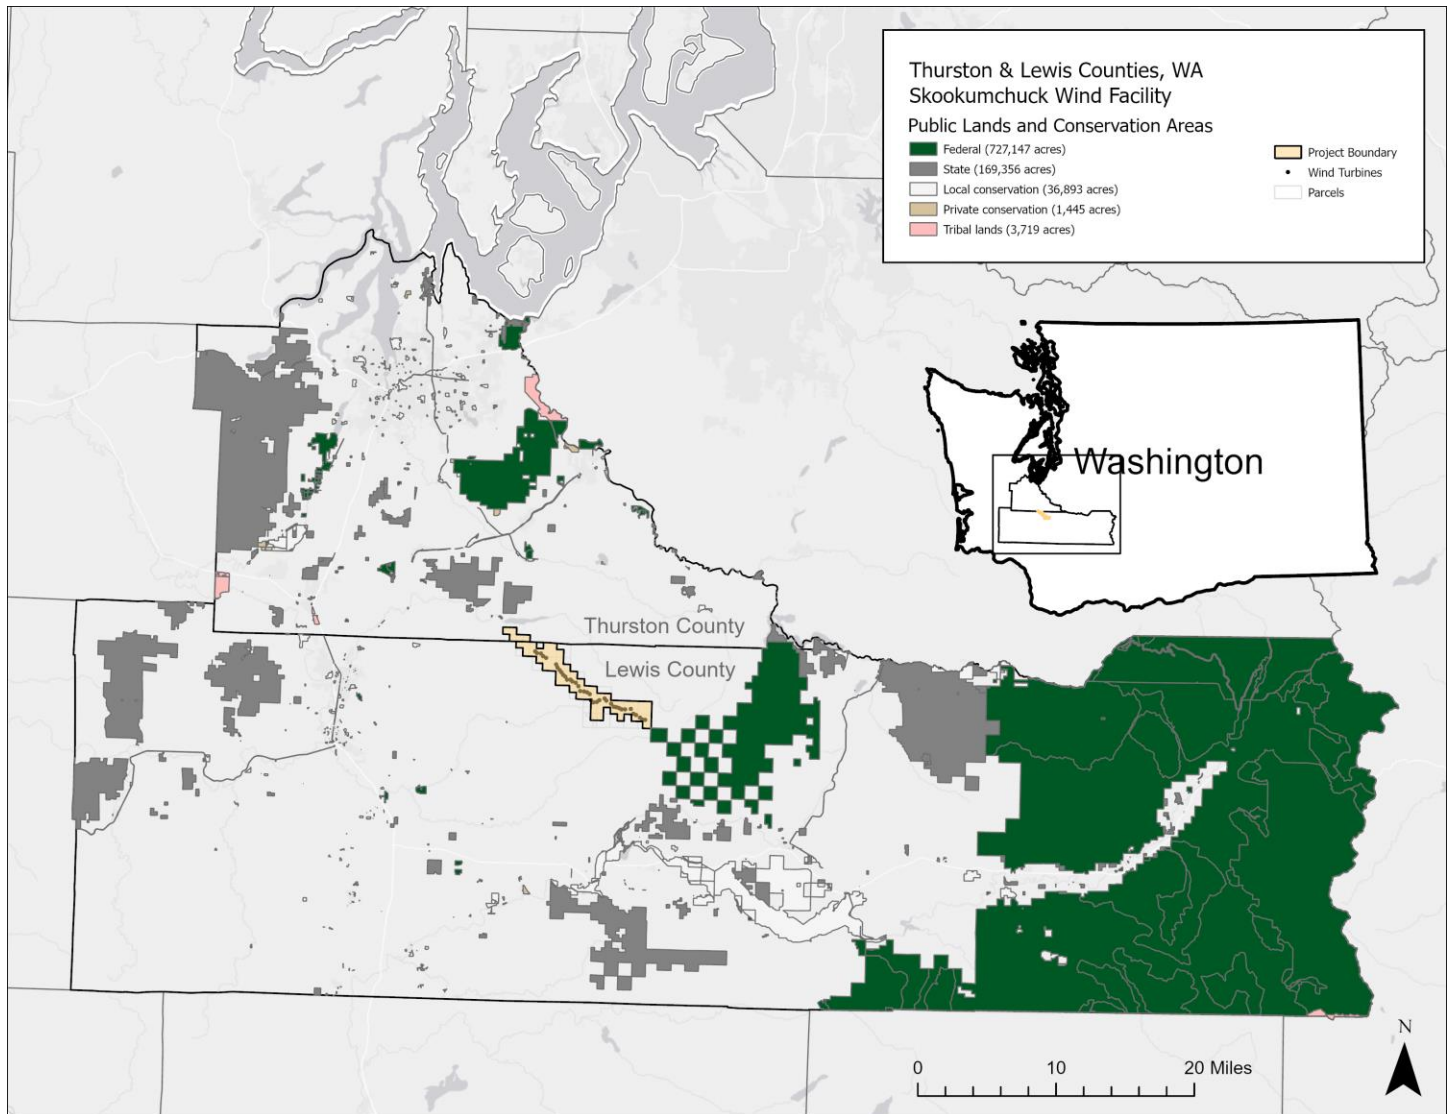 Thurston & Lewis Counties, WA
Skookumchuck Wind Facility
Public Lands and Conservation Areas
Federal (727,147 acres)
State (169,356 acres)
Local conservation (36,893 acres)
Private conservation (1,445 acres)
Tribal lands (3,719 acres)
Project Boundary
Wind Turbines
Parcels
Washington
Thurston County
Lewis County
N
0 10 20 Miles